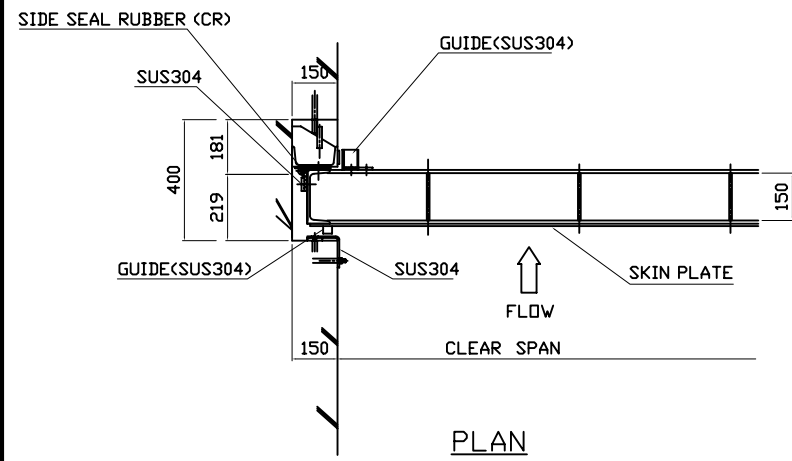 SIDE SEAL RUBBER (CR)
GUIDE(SUS304)
SUS304
150
181
400
219
150
GUIDE(SUS304)
SUS304
SKIN PLATE
FLOW
150
CLEAR SPAN
PLAN